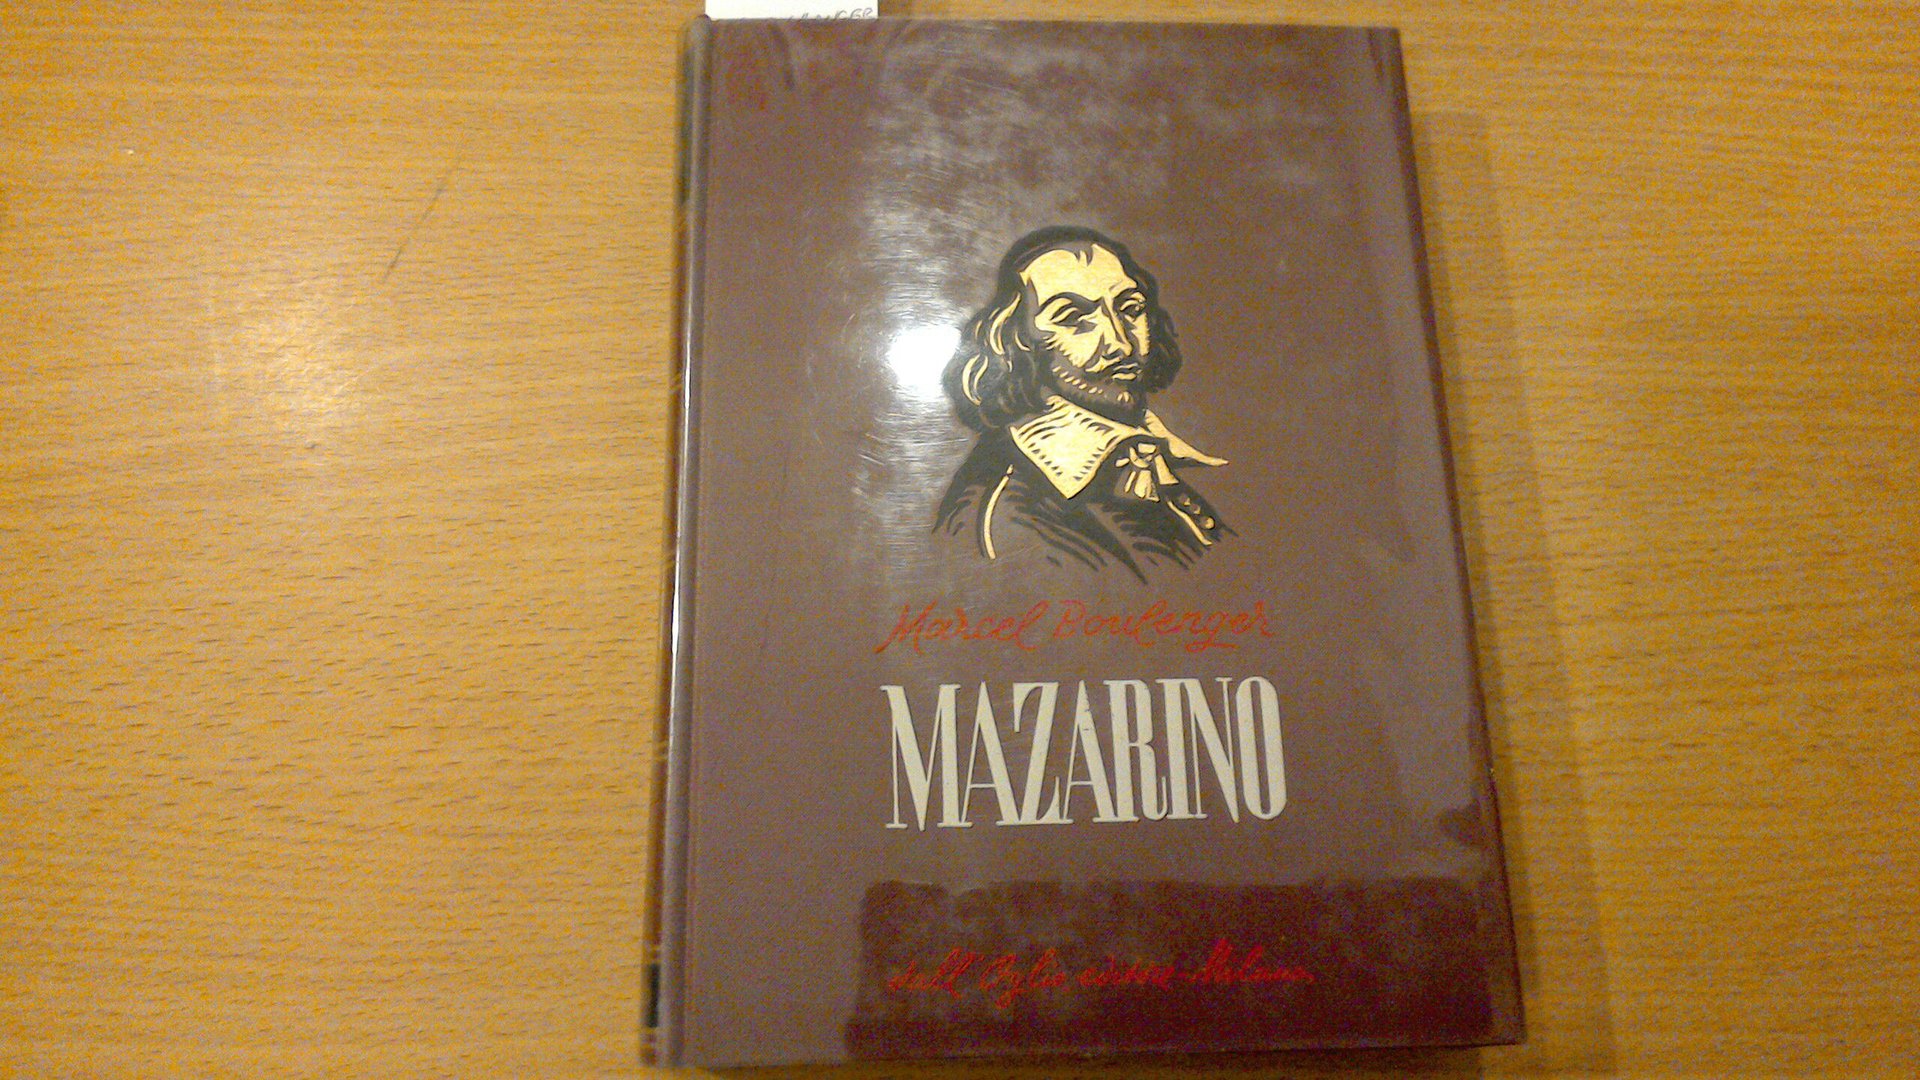 Marcel Boulenger
MAZARINO
dall'Oglio editore - Milano